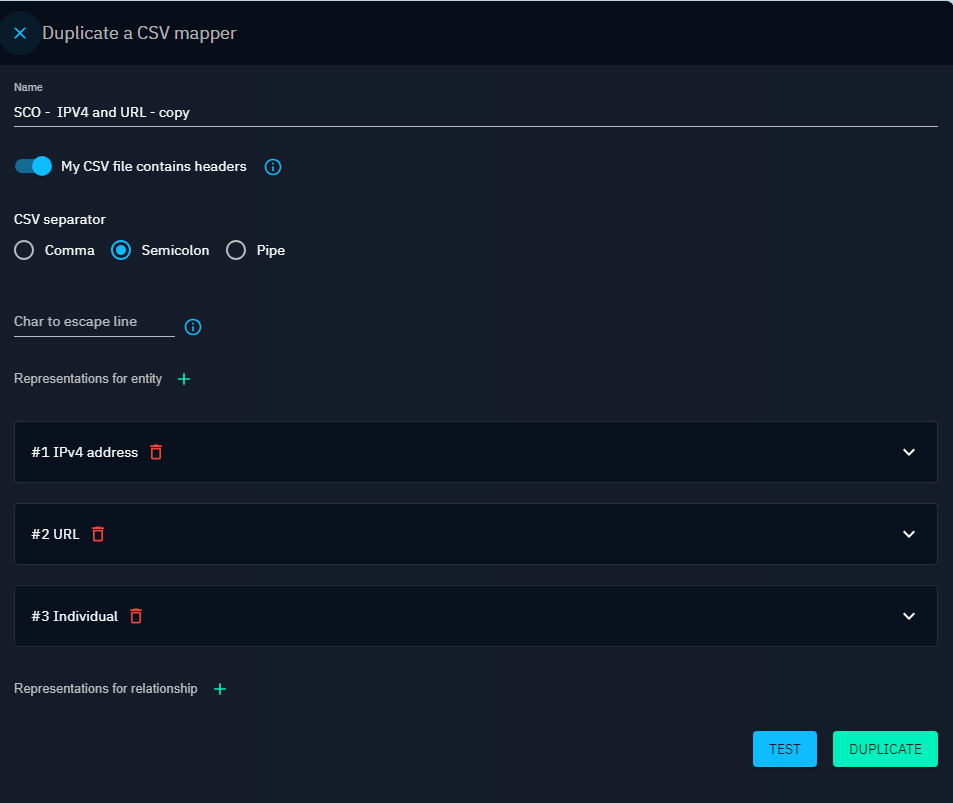 Duplicate a CSV mapper
Name
SCO -  IPV4 and URL - copy
My CSV file contains headers
CSV separator
Comma
Semicolon
Pipe
Char to escape line
Representations for entity
#1 IPv4 address
#2 URL
#3 Individual
Representations for relationship
TEST
DUPLICATE